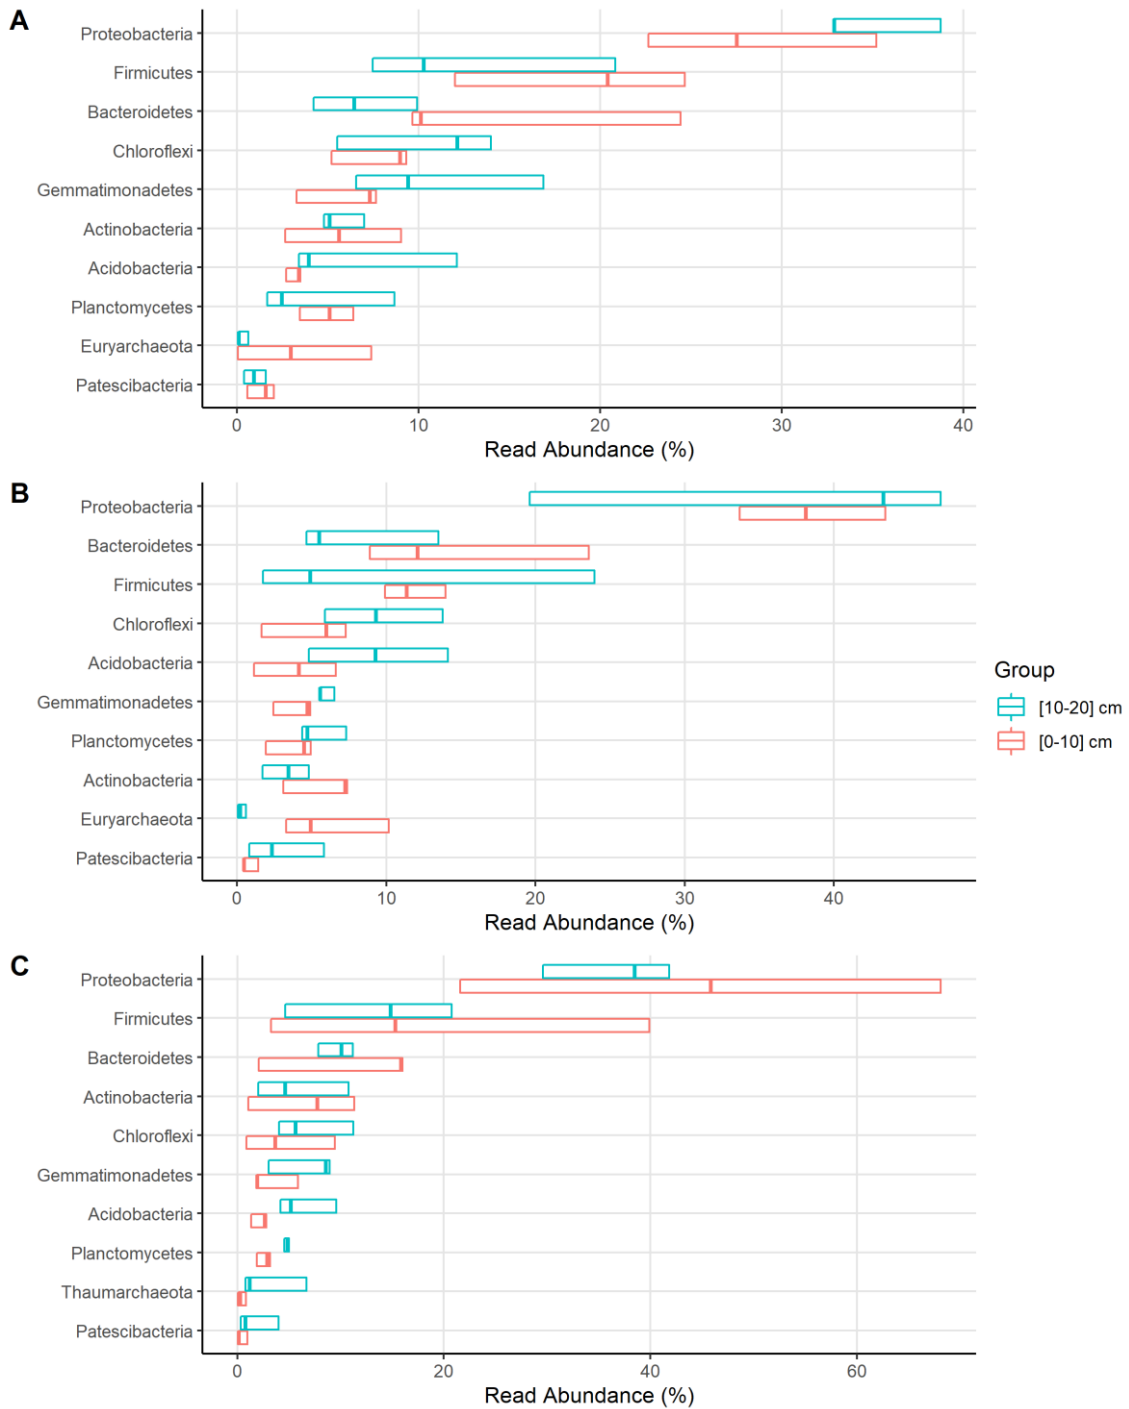 A
Proteobacteria
Firmicutes
Bacteroidetes
Chloroflexi
Gemmatimonadetes
Actinobacteria
Acidobacteria
Planctomycetes
Euryarchaeota
Patescibacteria
0 10 20 30 40
Read Abundance (%)
B
Proteobacteria
Bacteroidetes
Firmicutes
Chloroflexi
Acidobacteria
Gemmatimonadetes
Planctomycetes
Actinobacteria
Euryarchaeota
Patescibacteria
0 10 20 30 40
Read Abundance (%)
Group
[10-20] cm
[0-10] cm
C
Proteobacteria
Firmicutes
Bacteroidetes
Actinobacteria
Chloroflexi
Gemmatimonadetes
Acidobacteria
Planctomycetes
Thaumarchaeota
Patescibacteria
0 20 40 60
Read Abundance (%)